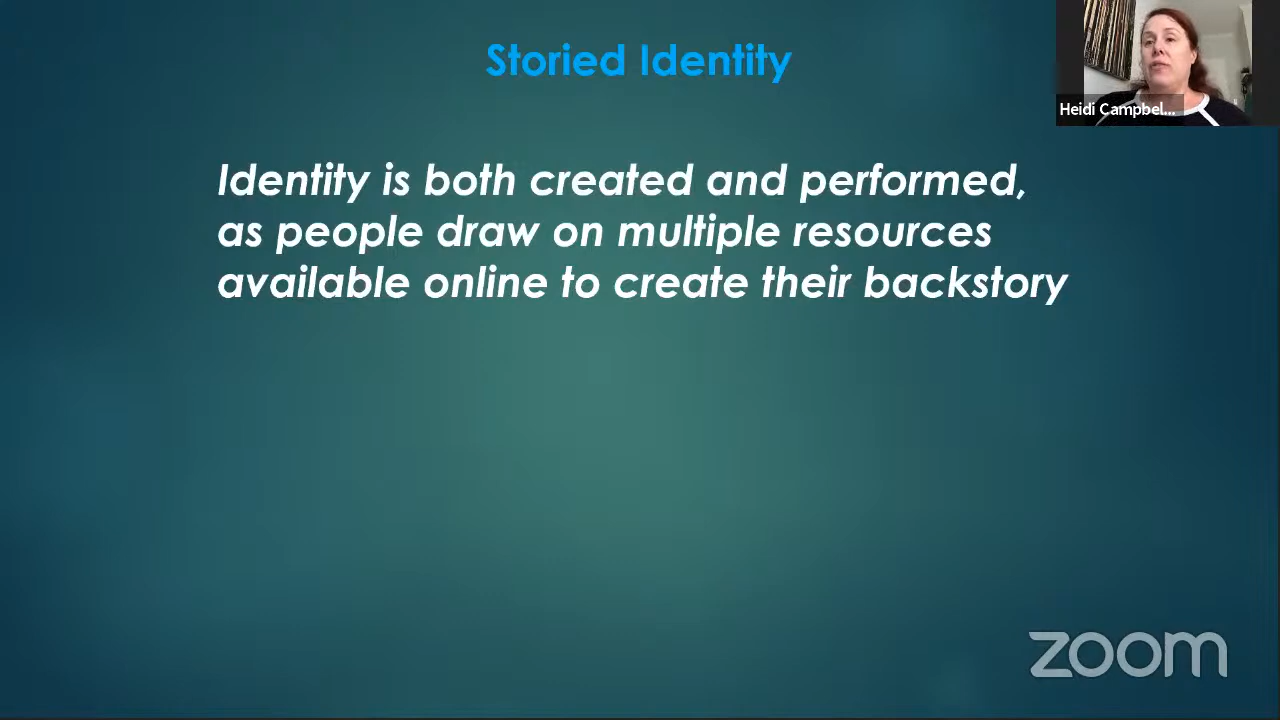 Storied Identity
Heidi Campbel...
Identity is both created and performed,
as people draw on multiple resources
available online to create their backstory
zoom